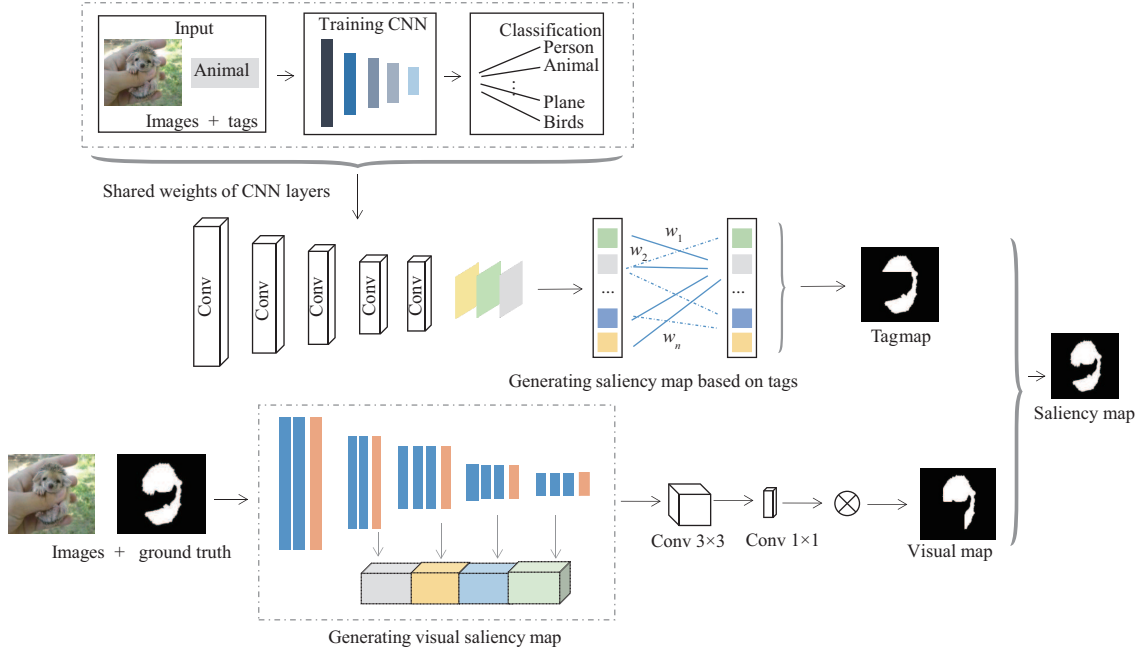 Input
Animal
Images + tags
Training CNN
Classification
Person
Animal
⋮
Plane
Birds
Shared weights of CNN layers
Conv
Conv
Conv
Conv
Conv
w1
w2
...
...
wn
Generating saliency map based on tags
Tagmap
Saliency map
Images + ground truth
Generating visual saliency map
Conv 3×3
Conv 1×1
Visual map